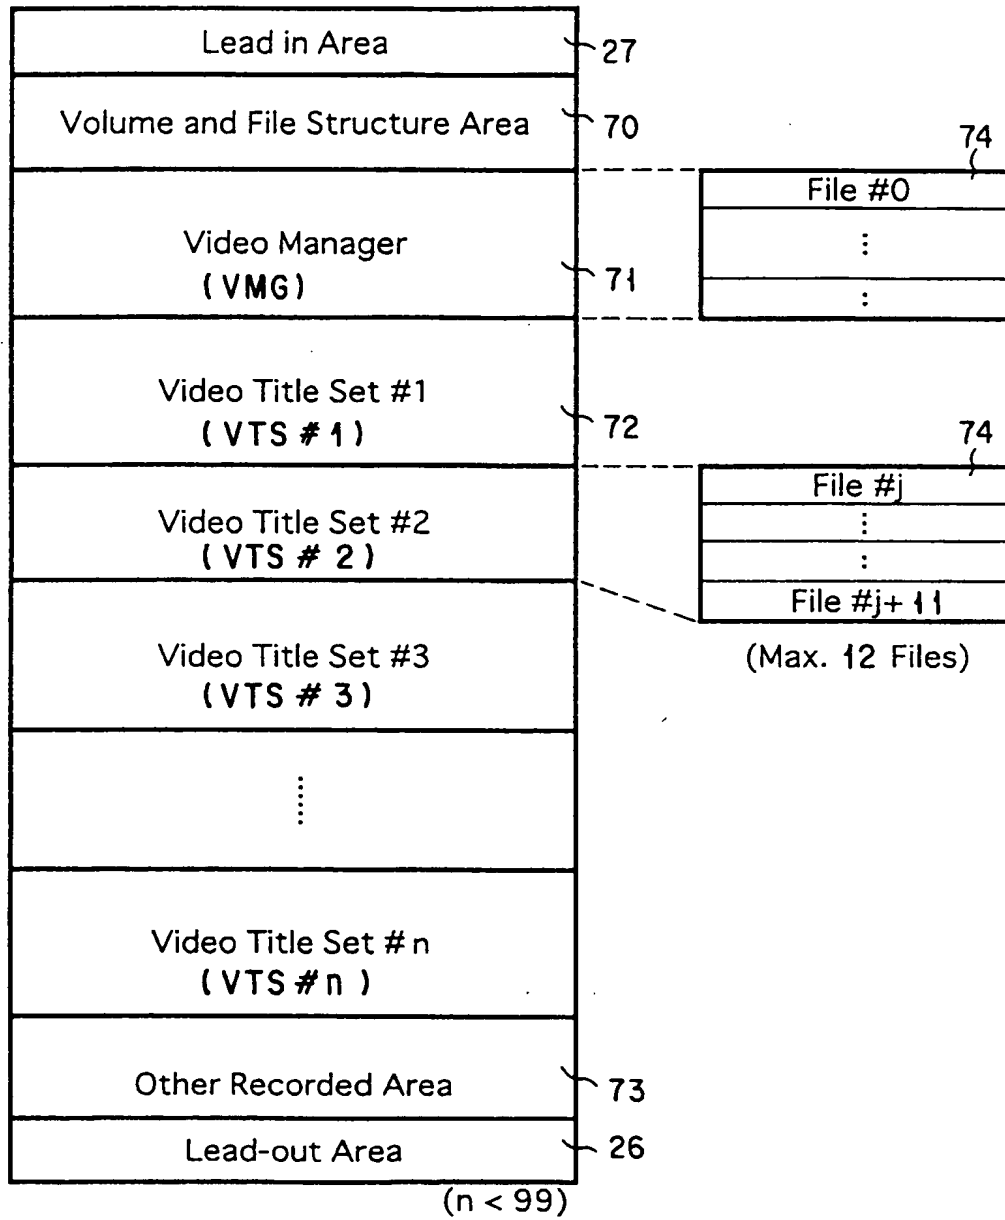 Lead in Area
27
Volume and File Structure Area
70
74
File #0
Video Manager
(VMG)
71
Video Title Set #1
(VTS #1)
72
74
File #j
Video Title Set #2
(VTS # 2)
File #j+ 11
(Max. 12 Files)
Video Title Set #3
(VTS # 3)
Video Title Set #n
(VTS #n )
Other Recorded Area
73
Lead-out Area
26
(n < 99)